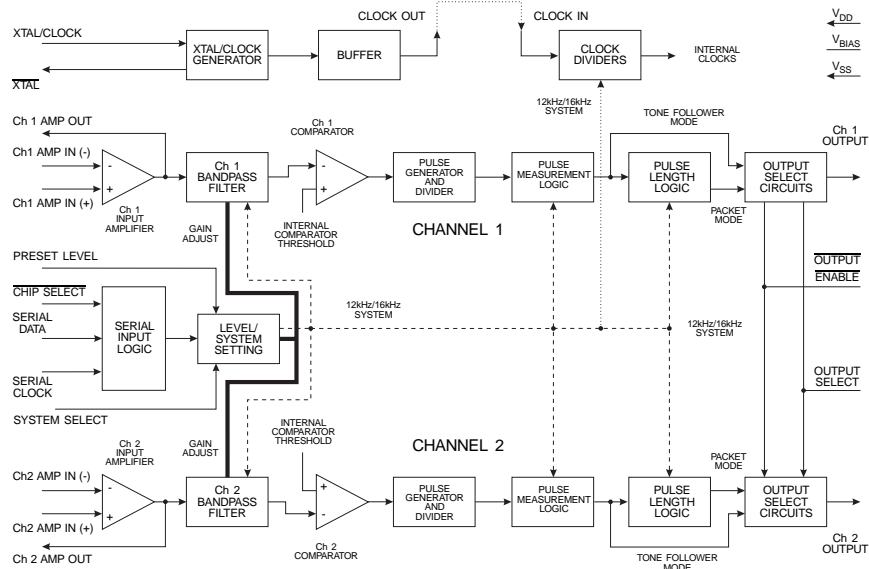 CLOCK OUT
CLOCK IN
XTAL/CLOCK
XTAL
XTAL/CLOCK
GENERATOR
BUFFER
CLOCK
DIVIDERS
INTERNAL
CLOCKS
VDD
VBIAS
VSS
12kHz/16kHz
SYSTEM
Ch 1 AMP OUT
Ch1 AMP IN (-)
Ch1 AMP IN (+)
-
+
Ch 1
INPUT
AMPLIFIER
Ch 1
BANDPASS
FILTER
Ch 1
COMPARATOR
-
+
INTERNAL
COMPARATOR
THRESHOLD
PULSE
GENERATOR
AND
DIVIDER
PULSE
MEASUREMENT
LOGIC
TONE FOLLOWER
MODE
PULSE
LENGTH
LOGIC
PACKET
MODE
OUTPUT
SELECT
CIRCUITS
Ch 1
OUTPUT
CHANNEL 1
GAIN
ADJUST
PRESET LEVEL
CHIP SELECT
SERIAL
DATA
SERIAL
CLOCK
SERIAL
INPUT
LOGIC
LEVEL/
SYSTEM
SETTING
SYSTEM SELECT
12kHz/16kHz
SYSTEM
12kHz/16kHz
SYSTEM
OUTPUT
ENABLE
OUTPUT
SELECT
GAIN
ADJUST
INTERNAL
COMPARATOR
THRESHOLD
CHANNEL 2
Ch 2
INPUT
AMPLIFIER
Ch2 AMP IN (-)
Ch2 AMP IN (+)
Ch 2 AMP OUT
-
+
Ch 2
BANDPASS
FILTER
+
-
Ch 2
COMPARATOR
PULSE
GENERATOR
AND
DIVIDER
PULSE
MEASUREMENT
LOGIC
PULSE
LENGTH
LOGIC
PACKET
MODE
OUTPUT
SELECT
CIRCUITS
Ch 2
OUTPUT
TONE FOLLOWER
MODE